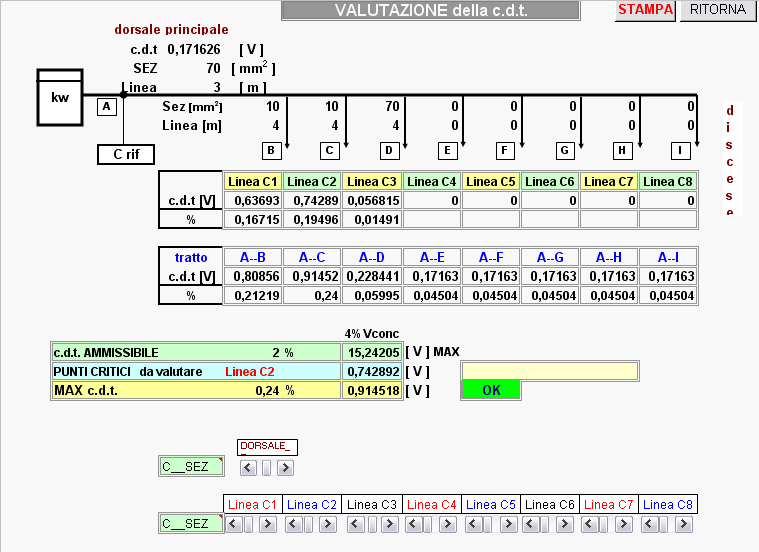 VALUTAZIONE della c.d.t.
STAMPA
RITORNA
dorsale principale
c.d.t 0,171626 [ V ]
SEZ 70 [ mm² ]
Linea 3 [ m ]
kw
A
C rif
Sez [mm²] 10 10 70 0 0 0 0 0
Linea [m] 4 4 4 0 0 0 0 0
B C D E F G H I
discese
Linea C1 Linea C2 Linea C3 Linea C4 Linea C5 Linea C6 Linea C7 Linea C8
c.d.t [V] 0,63693 0,74289 0,056815 0 0 0 0 0
% 0,16715 0,19496 0,01491
tratto A--B A--C A--D A--E A--F A--G A--H A--I
c.d.t [V] 0,80856 0,91452 0,228441 0,17163 0,17163 0,17163 0,17163 0,17163
% 0,21219 0,24 0,05995 0,04504 0,04504 0,04504 0,04504 0,04504
4% Vconc
c.d.t. AMMISSIBILE 2 % 15,24205 [ V ] MAX
PUNTI CRITICI da valutare Linea C2 0,742892 [ V ]
MAX c.d.t. 0,24 % 0,914518 [ V ] OK
DORSALE_
C__SEZ
Linea C1 Linea C2 Linea C3 Linea C4 Linea C5 Linea C6 Linea C7 Linea C8
C__SEZ